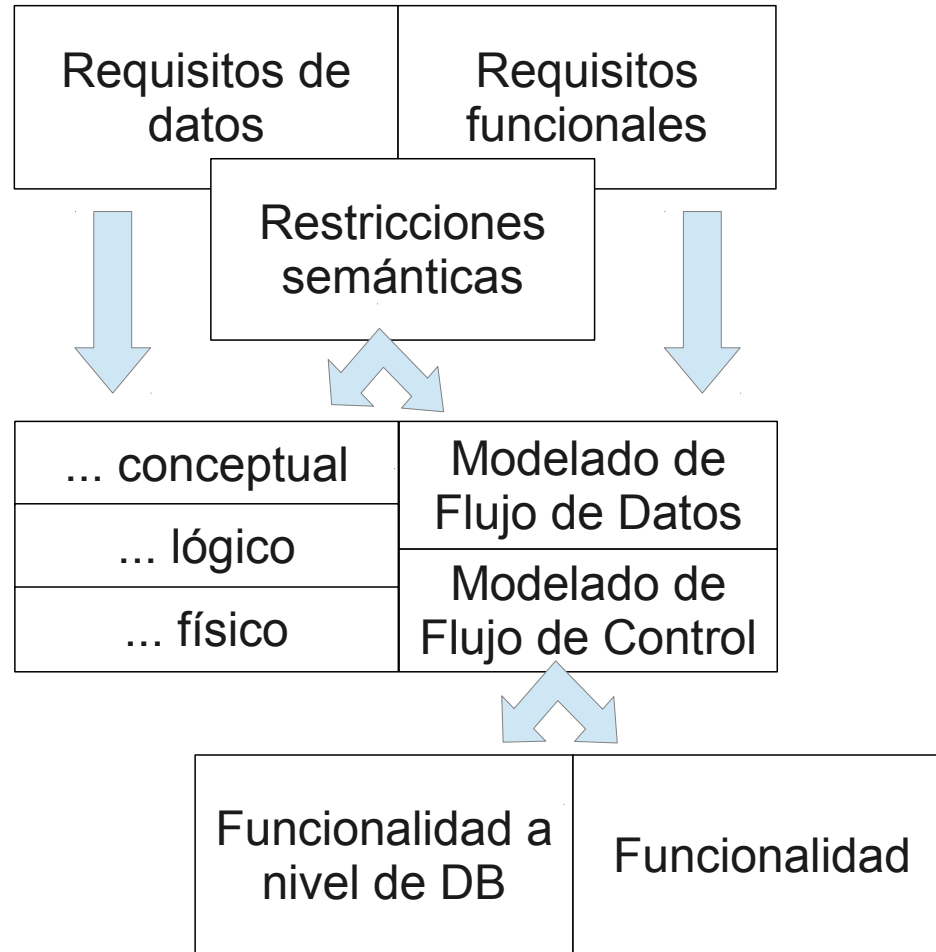 Requisitos de
datos
Requisitos
funcionales
Restricciones
semánticas
... conceptual
... lógico
... físico
Modelado de
Flujo de Datos
Modelado de
Flujo de Control
Funcionalidad a
nivel de DB
Funcionalidad